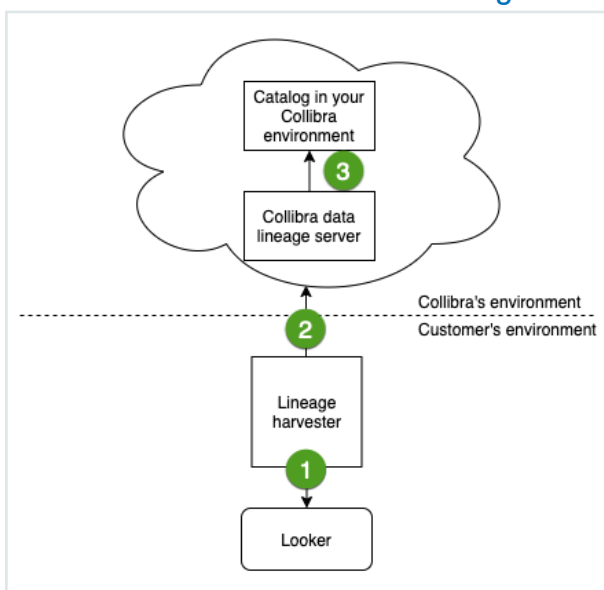 Catalog in your
Collibra
environment
3
Collibra data
lineage server
Collibra's environment
2
Customer's environment
Lineage
harvester
1
Looker